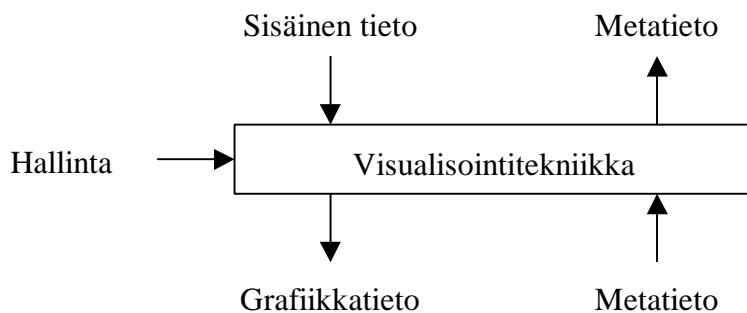 Sisäinen tieto Metatieto
Hallinta Visualisointitekniikka
Grafiikkatieto Metatieto